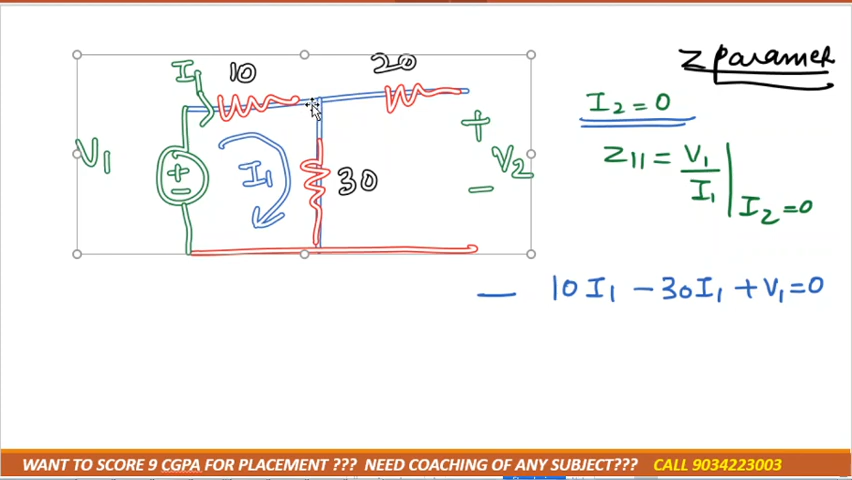 Z parameter
I1 10 20
I2 = 0
V1 + - I1 30 + V2 -
Z11 = V1 / I1 | I2 = 0
— 10 I1 - 30 I1 + V1 = 0
WANT TO SCORE 9 CGPA FOR PLACEMENT ??? NEED COACHING OF ANY SUBJECT??? CALL 9034223003